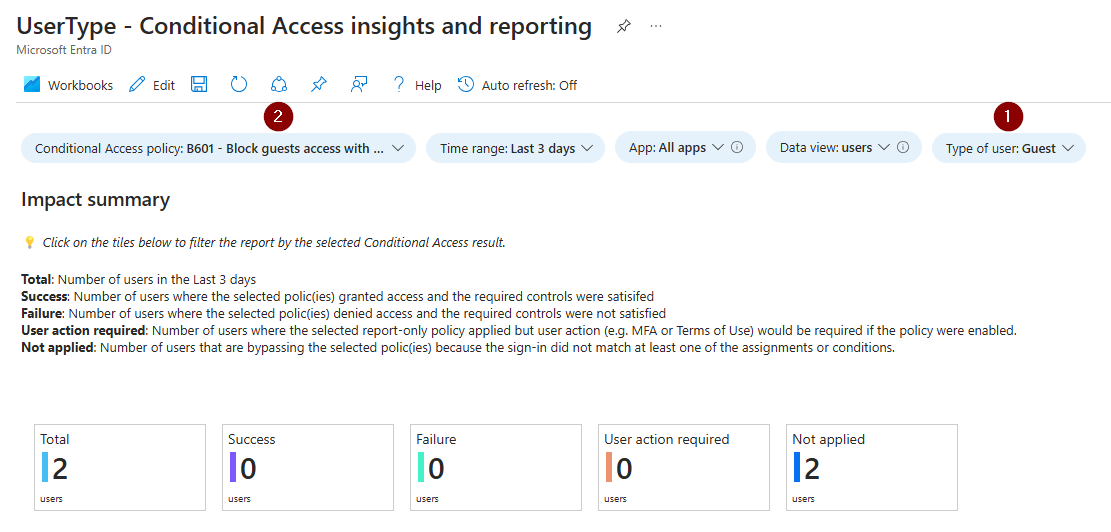 UserType - Conditional Access insights and reporting
Microsoft Entra ID
Workbooks Edit Help Auto refresh: Off
2 1
Conditional Access policy: B601 - Block guests access with ... Time range: Last 3 days App: All apps Data view: users Type of user: Guest
Impact summary
Click on the tiles below to filter the report by the selected Conditional Access result.
Total: Number of users in the Last 3 days
Success: Number of users where the selected polic(ies) granted access and the required controls were satisifed
Failure: Number of users where the selected polic(ies) denied access and the required controls were not satisfied
User action required: Number of users where the selected report-only policy applied but user action (e.g. MFA or Terms of Use) would be required if the policy were enabled.
Not applied: Number of users that are bypassing the selected polic(ies) because the sign-in did not match at least one of the assignments or conditions.
Total Success Failure User action required Not applied
2 0 0 0 2
users users users users users